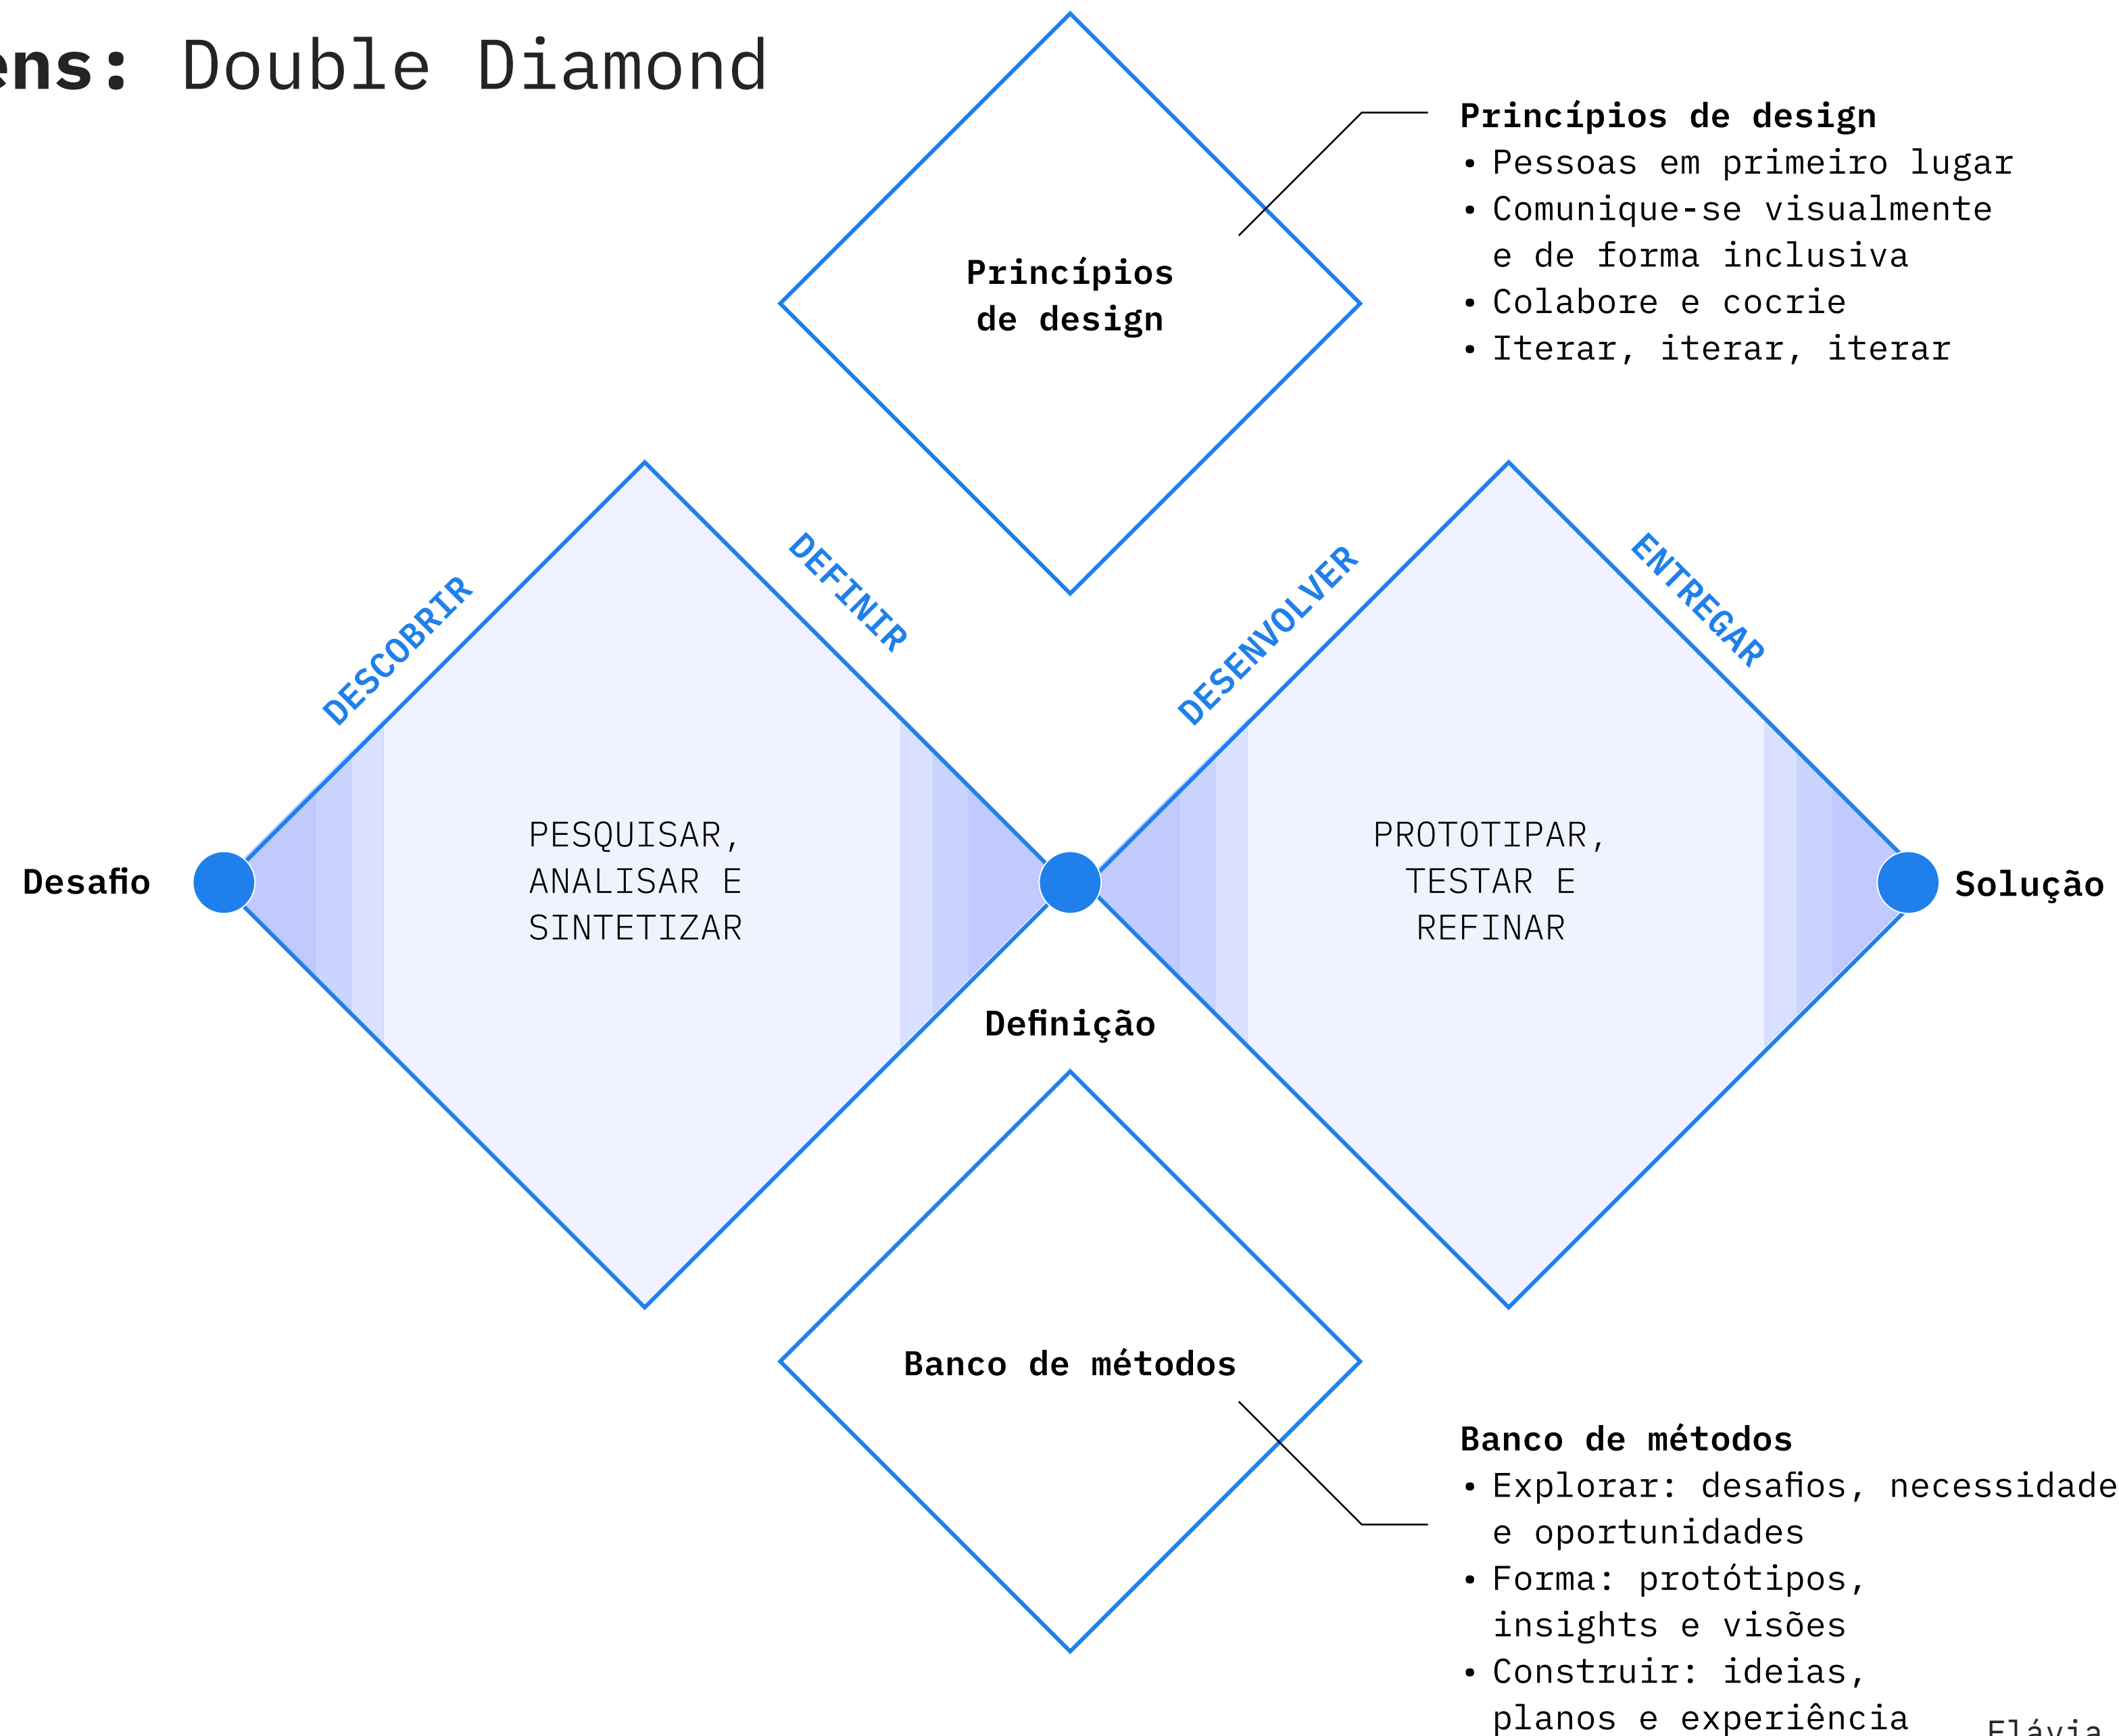 ens: Double Diamond
Princípios de design
• Pessoas em primeiro lugar
• Comunique-se visualmente
e de forma inclusiva
• Colabore e cocrie
• Iterar, iterar, iterar
Princípios
de design
DESCOBRIR
DEFINIR
DESENVOLVER
ENTREGAR
Desafio
PESQUISAR,
ANALISAR E
SINTETIZAR
PROTOTIPAR,
TESTAR E
REFINAR
Solução
Definição
Banco de métodos
Banco de métodos
• Explorar: desafios, necessidade
e oportunidades
• Forma: protótipos,
insights e visões
• Construir: ideias,
planos e experiência
Flávia